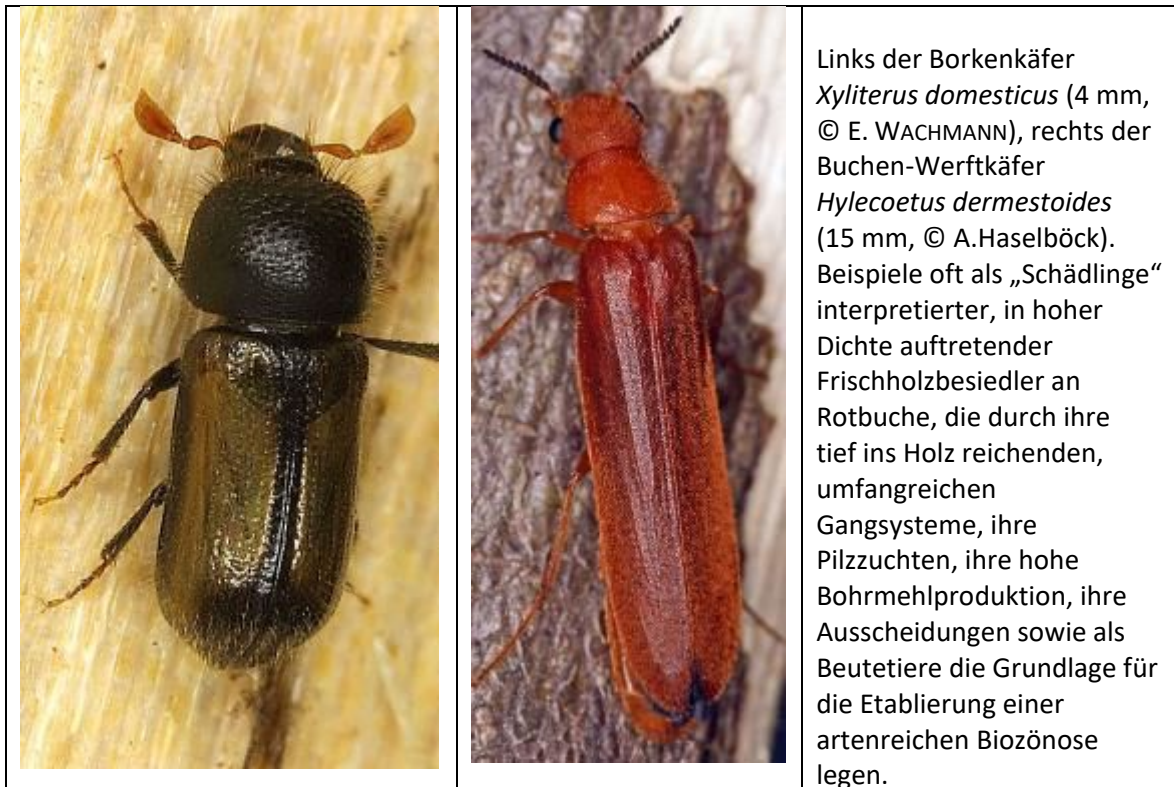 Links der Borkenkäfer
Xyliterus domesticus (4 mm,
© E. WACHMANN), rechts der
Buchen-Werftkäfer
Hylecoetus dermestoides
(15 mm, © A.Haselböck).
Beispiele oft als „Schädlinge“
interpretierter, in hoher
Dichte auftretender
Frischholzbesiedler an
Rotbuche, die durch ihre
tief ins Holz reichenden,
umfangreichen
Gangsysteme, ihre
Pilzzuchten, ihre hohe
Bohrmehlproduktion, ihre
Ausscheidungen sowie als
Beutetiere die Grundlage für
die Etablierung einer
artenreichen Biozönose
legen.